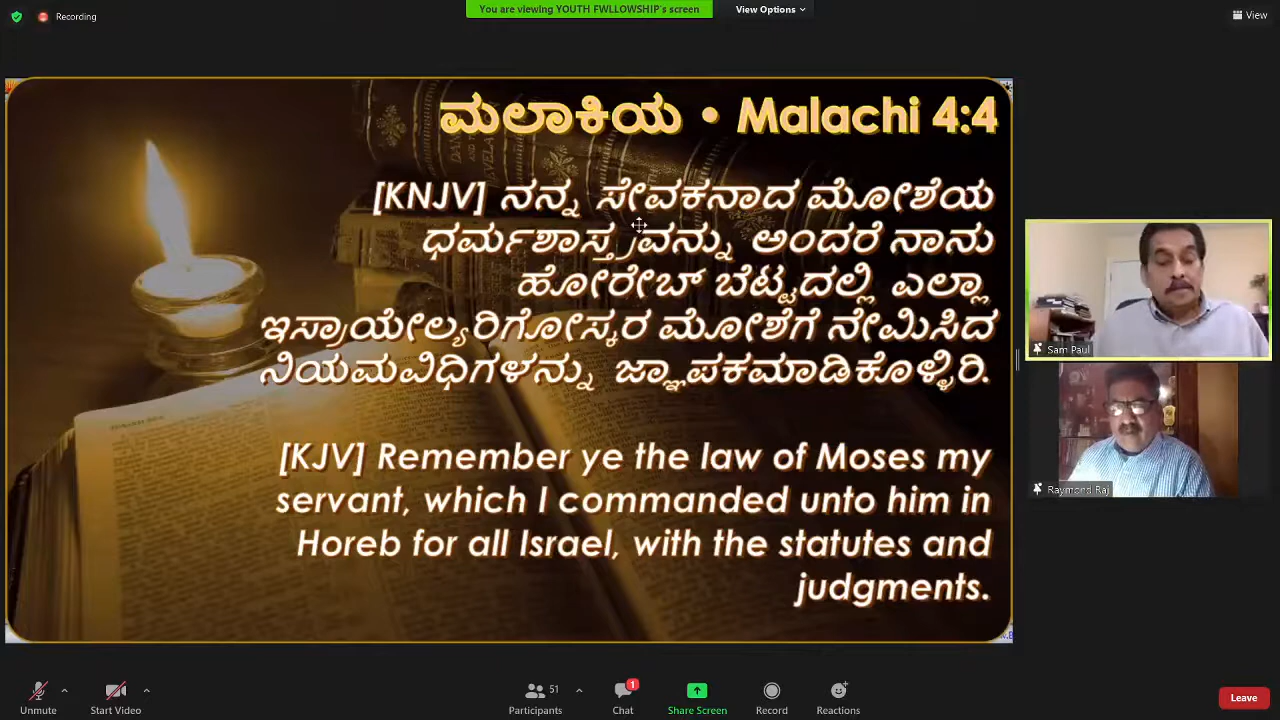 Recording
You are viewing YOUTH FWLLOWSHIP's screen
View Options
View
ಮಲಾಕಿಯ • Malachi 4:4
[KNJV] ನನ್ನ ಸೇವಕನಾದ ಮೋಶೆಯ
ಧರ್ಮಶಾಸ್ತ್ರವನ್ನು ಅಂದರೆ ನಾನು
ಹೋರೇಬ್ ಬೆಟ್ಟದಲ್ಲಿ ಎಲ್ಲಾ
ಇಸ್ರಾಯೇಲ್ಯರಿಗೋಸ್ಕರ ಮೋಶೆಗೆ ನೇಮಿಸಿದ
ನಿಯಮವಿಧಿಗಳನ್ನು ಜ್ಞಾಪಕಮಾಡಿಕೊಳ್ಳಿರಿ.
[KJV] Remember ye the law of Moses my
servant, which I commanded unto him in
Horeb for all Israel, with the statutes and
judgments.
Sam Paul
Raymond Raj
Unmute
Start Video
51
Participants
1
Chat
Share Screen
Record
Reactions
Leave